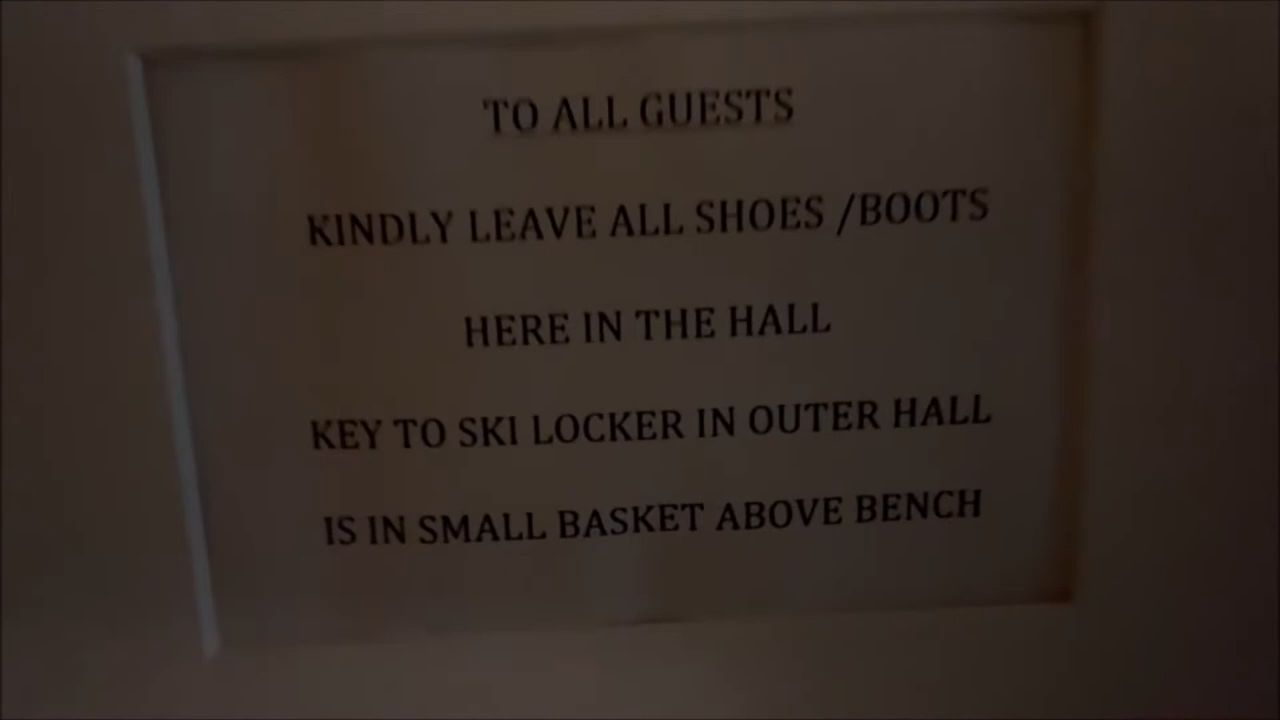 TO ALL GUESTS
KINDLY LEAVE ALL SHOES /BOOTS
HERE IN THE HALL
KEY TO SKI LOCKER IN OUTER HALL
IS IN SMALL BASKET ABOVE BENCH